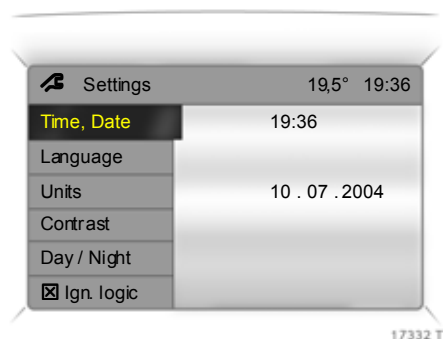 Settings 19,5° 19:36
Time, Date 19:36
Language
Units 10 . 07 . 2004
Contrast
Day / Night
Ign. logic
17332 T